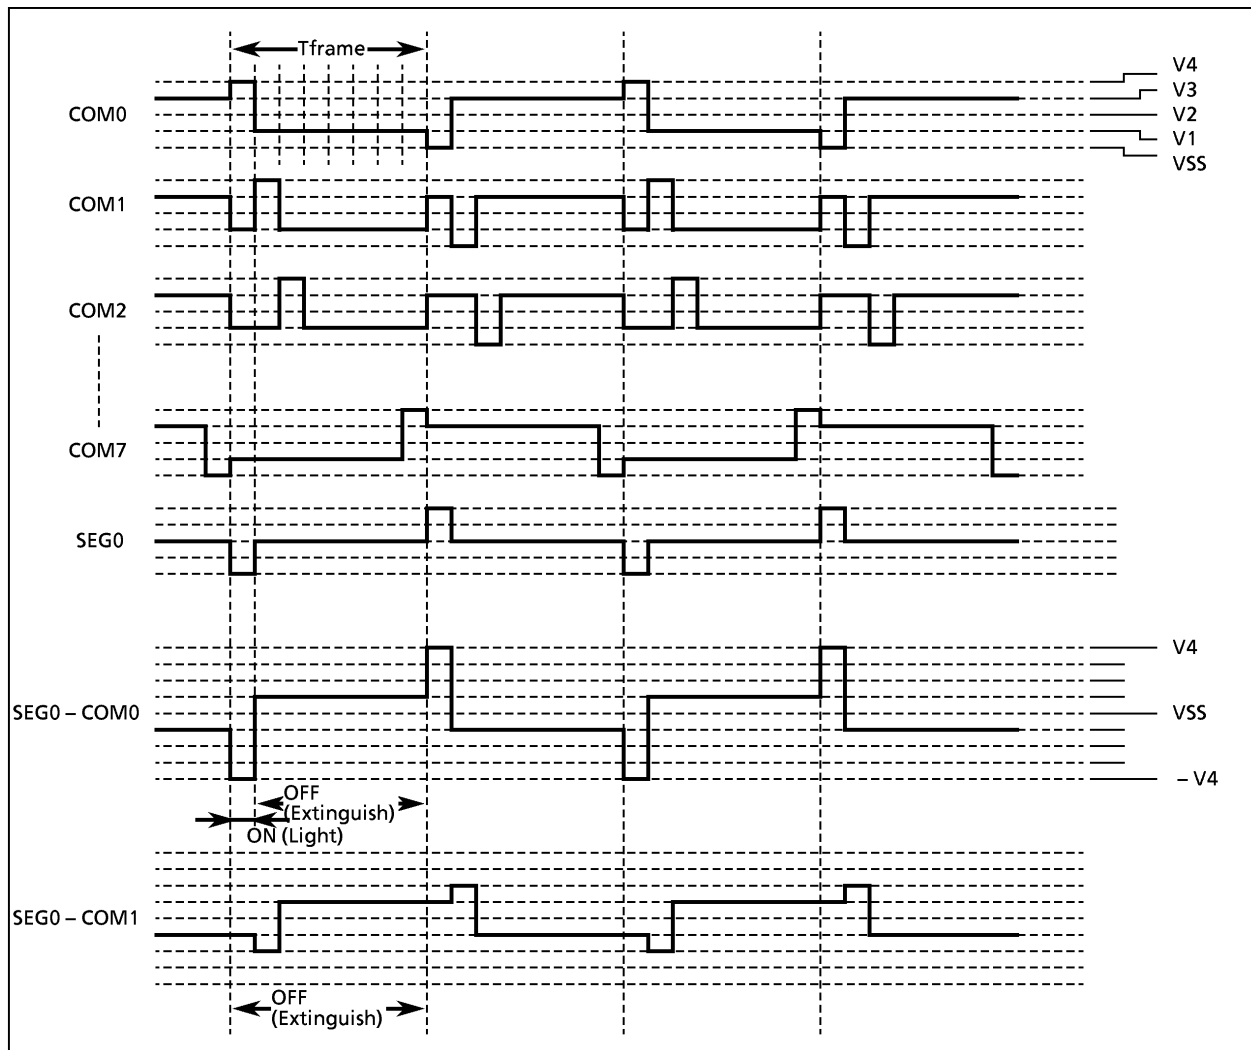 Tframe
V4
V3
COM0
V2
V1
VSS
COM1
COM2
COM7
SEG0
V4
SEG0 – COM0
VSS
– V4
OFF
(Extinguish)
ON (Light)
SEG0 – COM1
OFF
(Extinguish)